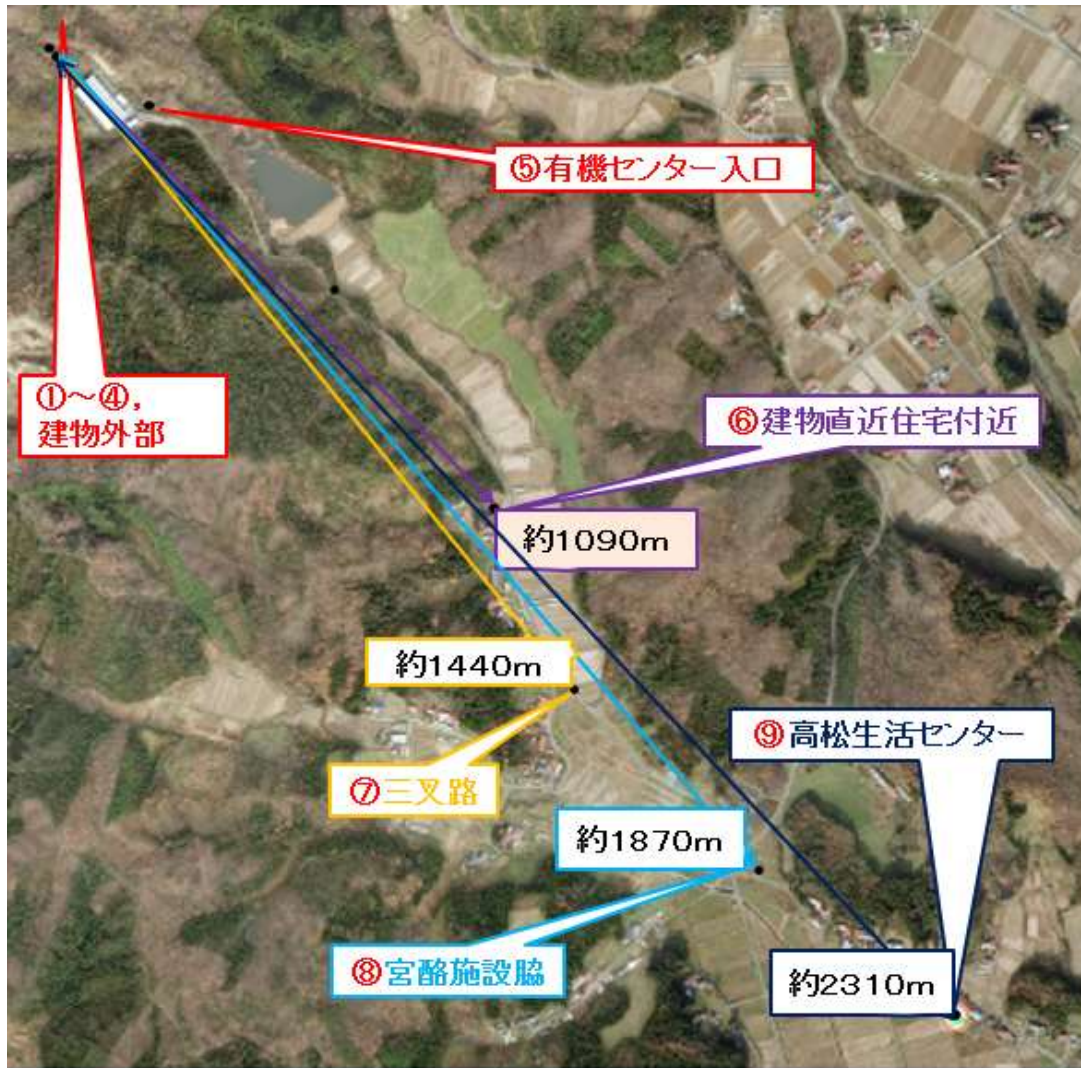 ⑤有機センター入口
①～④,
建物外部
⑥建物直近住宅付近
約1090m
約1440m
⑨高松生活センター
⑦三叉路
約1870m
⑧宮酪施設脇
約2310m